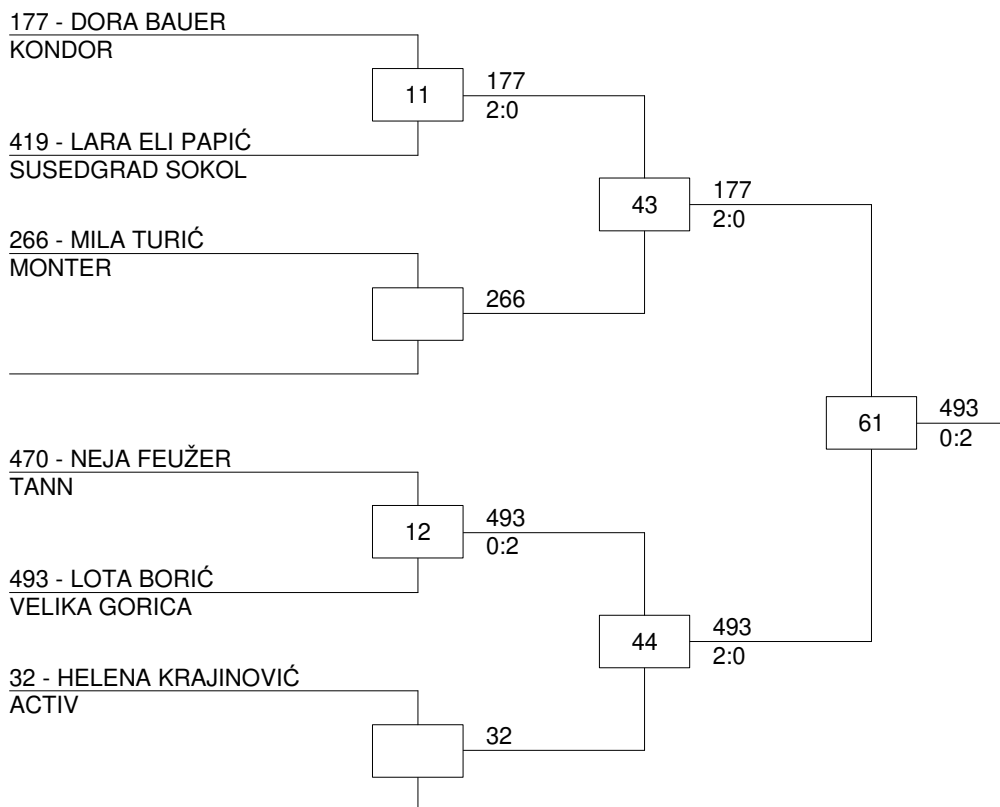 177 - DORA BAUER
KONDOR
11
177
2:0
419 - LARA ELI PAPIĆ
SUSEDGRAD SOKOL
43
177
2:0
266 - MILA TURIĆ
MONTER
266
61
493
0:2
470 - NEJA FEUŽER
TANN
12
493
0:2
493 - LOTA BORIĆ
VELIKA GORICA
44
493
2:0
32 - HELENA KRAJINOVIĆ
ACTIV
32